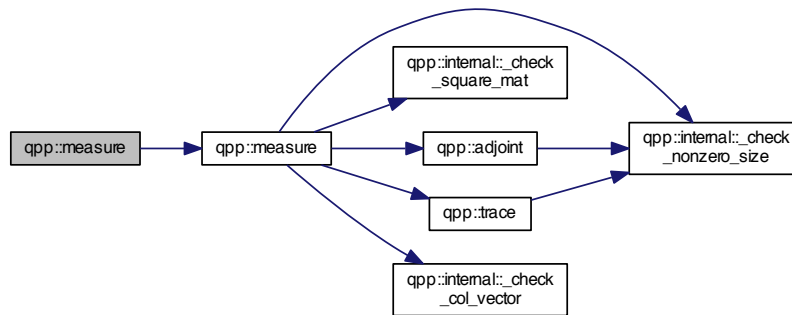 qpp::measure
qpp::measure
qpp::internal::_check
_square_mat
qpp::adjoint
qpp::trace
qpp::internal::_check
_col_vector
qpp::internal::_check
_nonzero_size